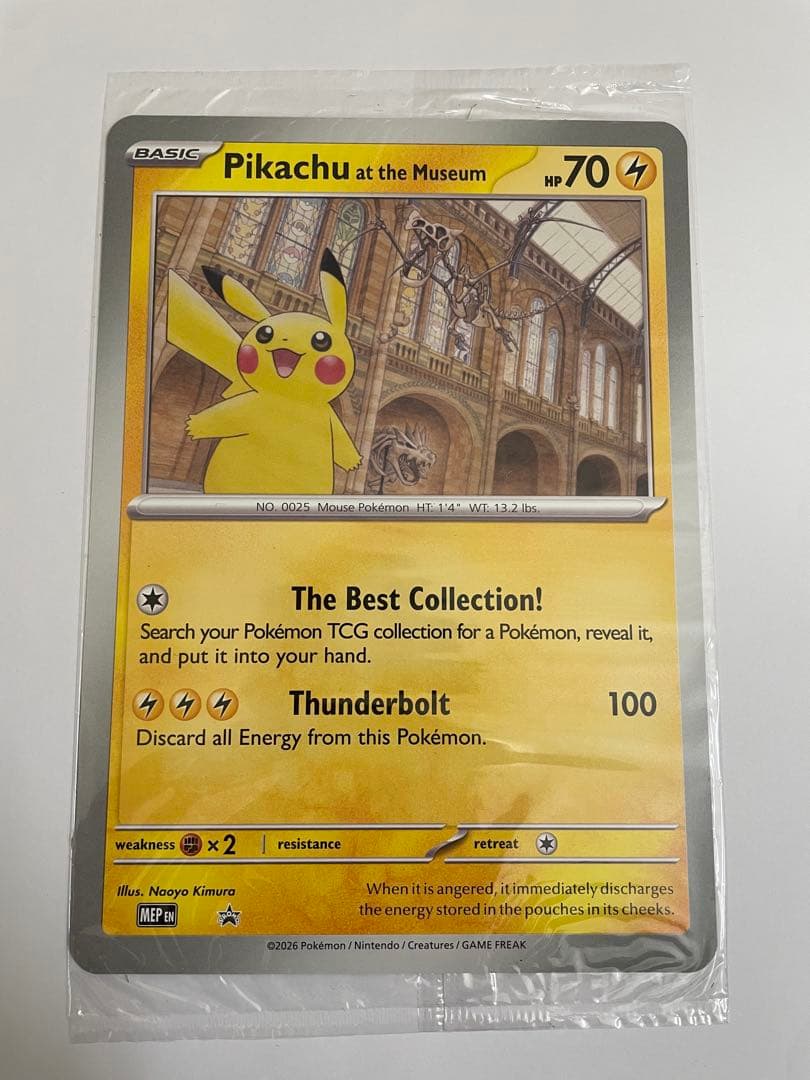 BASIC Pikachu at the Museum HP 70
NO. 0025 Mouse Pokémon HT: 1'4" WT: 13.2 lbs.
The Best Collection!
Search your Pokémon TCG collection for a Pokémon, reveal it,
and put it into your hand.
Thunderbolt 100
Discard all Energy from this Pokémon.
weakness ×2 resistance retreat
Illus. Naoyo Kimura
MEP EN
PROMO
When it is angered, it immediately discharges
the energy stored in the pouches in its cheeks.
©2026 Pokémon / Nintendo / Creatures / GAME FREAK